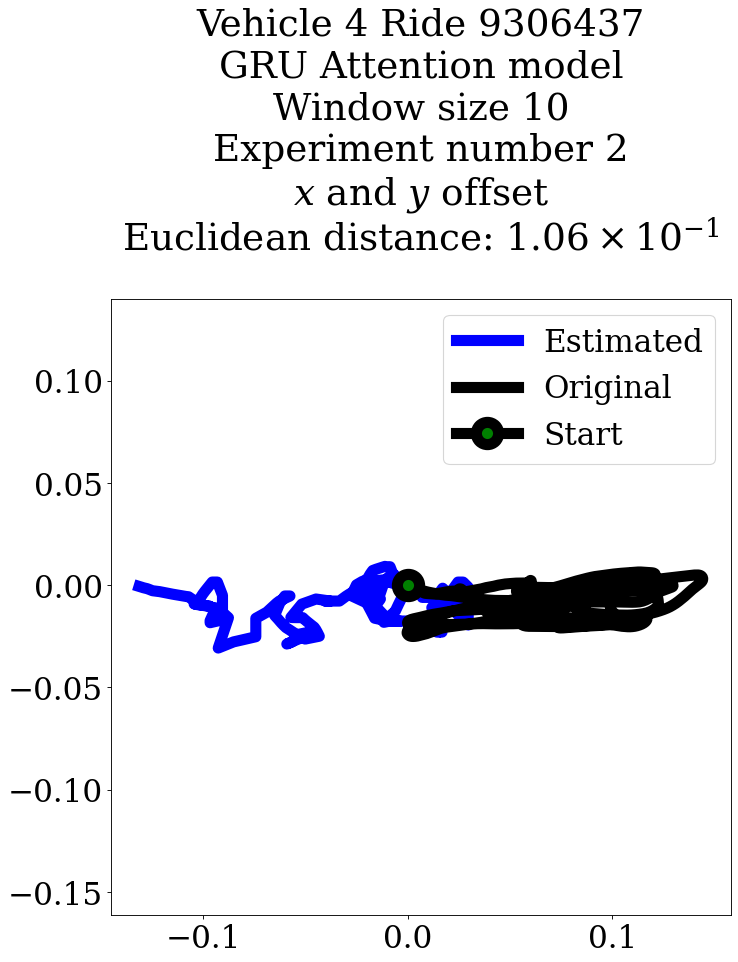 Vehicle 4 Ride 9306437
GRU Attention model
Window size 10
Experiment number 2
x and y offset
Euclidean distance: 1.06 × 10⁻¹
Estimated
Original
Start
0.10
0.05
0.00
−0.05
−0.10
−0.15
−0.1
0.0
0.1